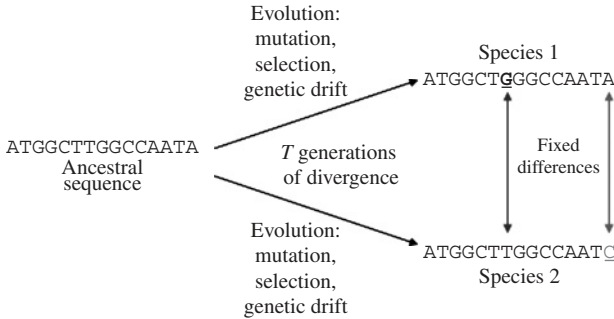 Evolution:
mutation,
selection,
genetic drift
Species 1
ATGGCTGGGCCAATA
ATGGCTTGGCCAATA
Ancestral
sequence
T generations
of divergence
Fixed
differences
Evolution:
mutation,
selection,
genetic drift
ATGGCTTGGCCAATC
Species 2